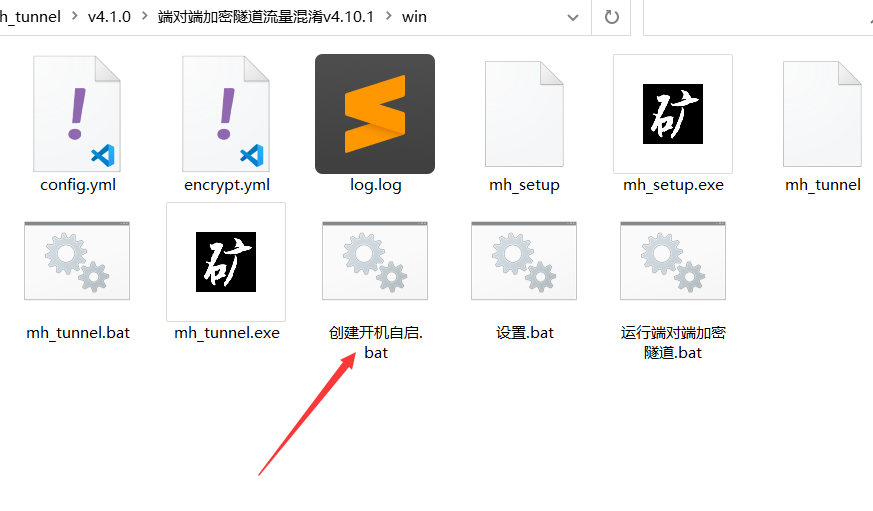 h_tunnel > v4.1.0 > 端对端加密隧道流量混淆v4.10.1 > win
config.yml
encrypt.yml
log.log
mh_setup
矿
mh_setup.exe
mh_tunnel
mh_tunnel.bat
矿
mh_tunnel.exe
创建开机自启.
bat
设置.bat
运行端对端加密
隧道.bat